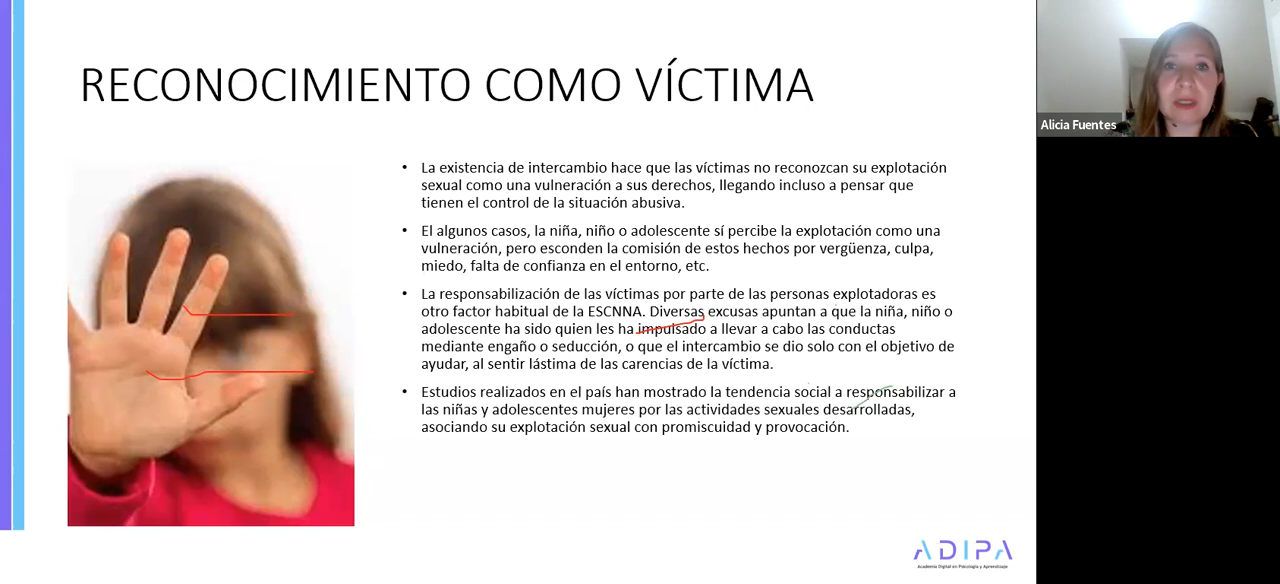 RECONOCIMIENTO COMO VÍCTIMA
Alicia Fuentes
• La existencia de intercambio hace que las víctimas no reconozcan su explotación
sexual como una vulneración a sus derechos, llegando incluso a pensar que
tienen el control de la situación abusiva.
• El algunos casos, la niña, niño o adolescente sí percibe la explotación como una
vulneración, pero esconden la comisión de estos hechos por vergüenza, culpa,
miedo, falta de confianza en el entorno, etc.
• La responsabilización de las víctimas por parte de las personas explotadoras es
otro factor habitual de la ESCNNA. Diversas excusas apuntan a que la niña, niño o
adolescente ha sido quien les ha impulsado a llevar a cabo las conductas
mediante engaño o seducción, o que el intercambio se dio solo con el objetivo de
ayudar, al sentir lástima de las carencias de la víctima.
• Estudios realizados en el país han mostrado la tendencia social a responsabilizar a
las niñas y adolescentes mujeres por las actividades sexuales desarrolladas,
asociando su explotación sexual con promiscuidad y provocación.
ADIPA
Academia Digital en Psicología y Aprendizaje